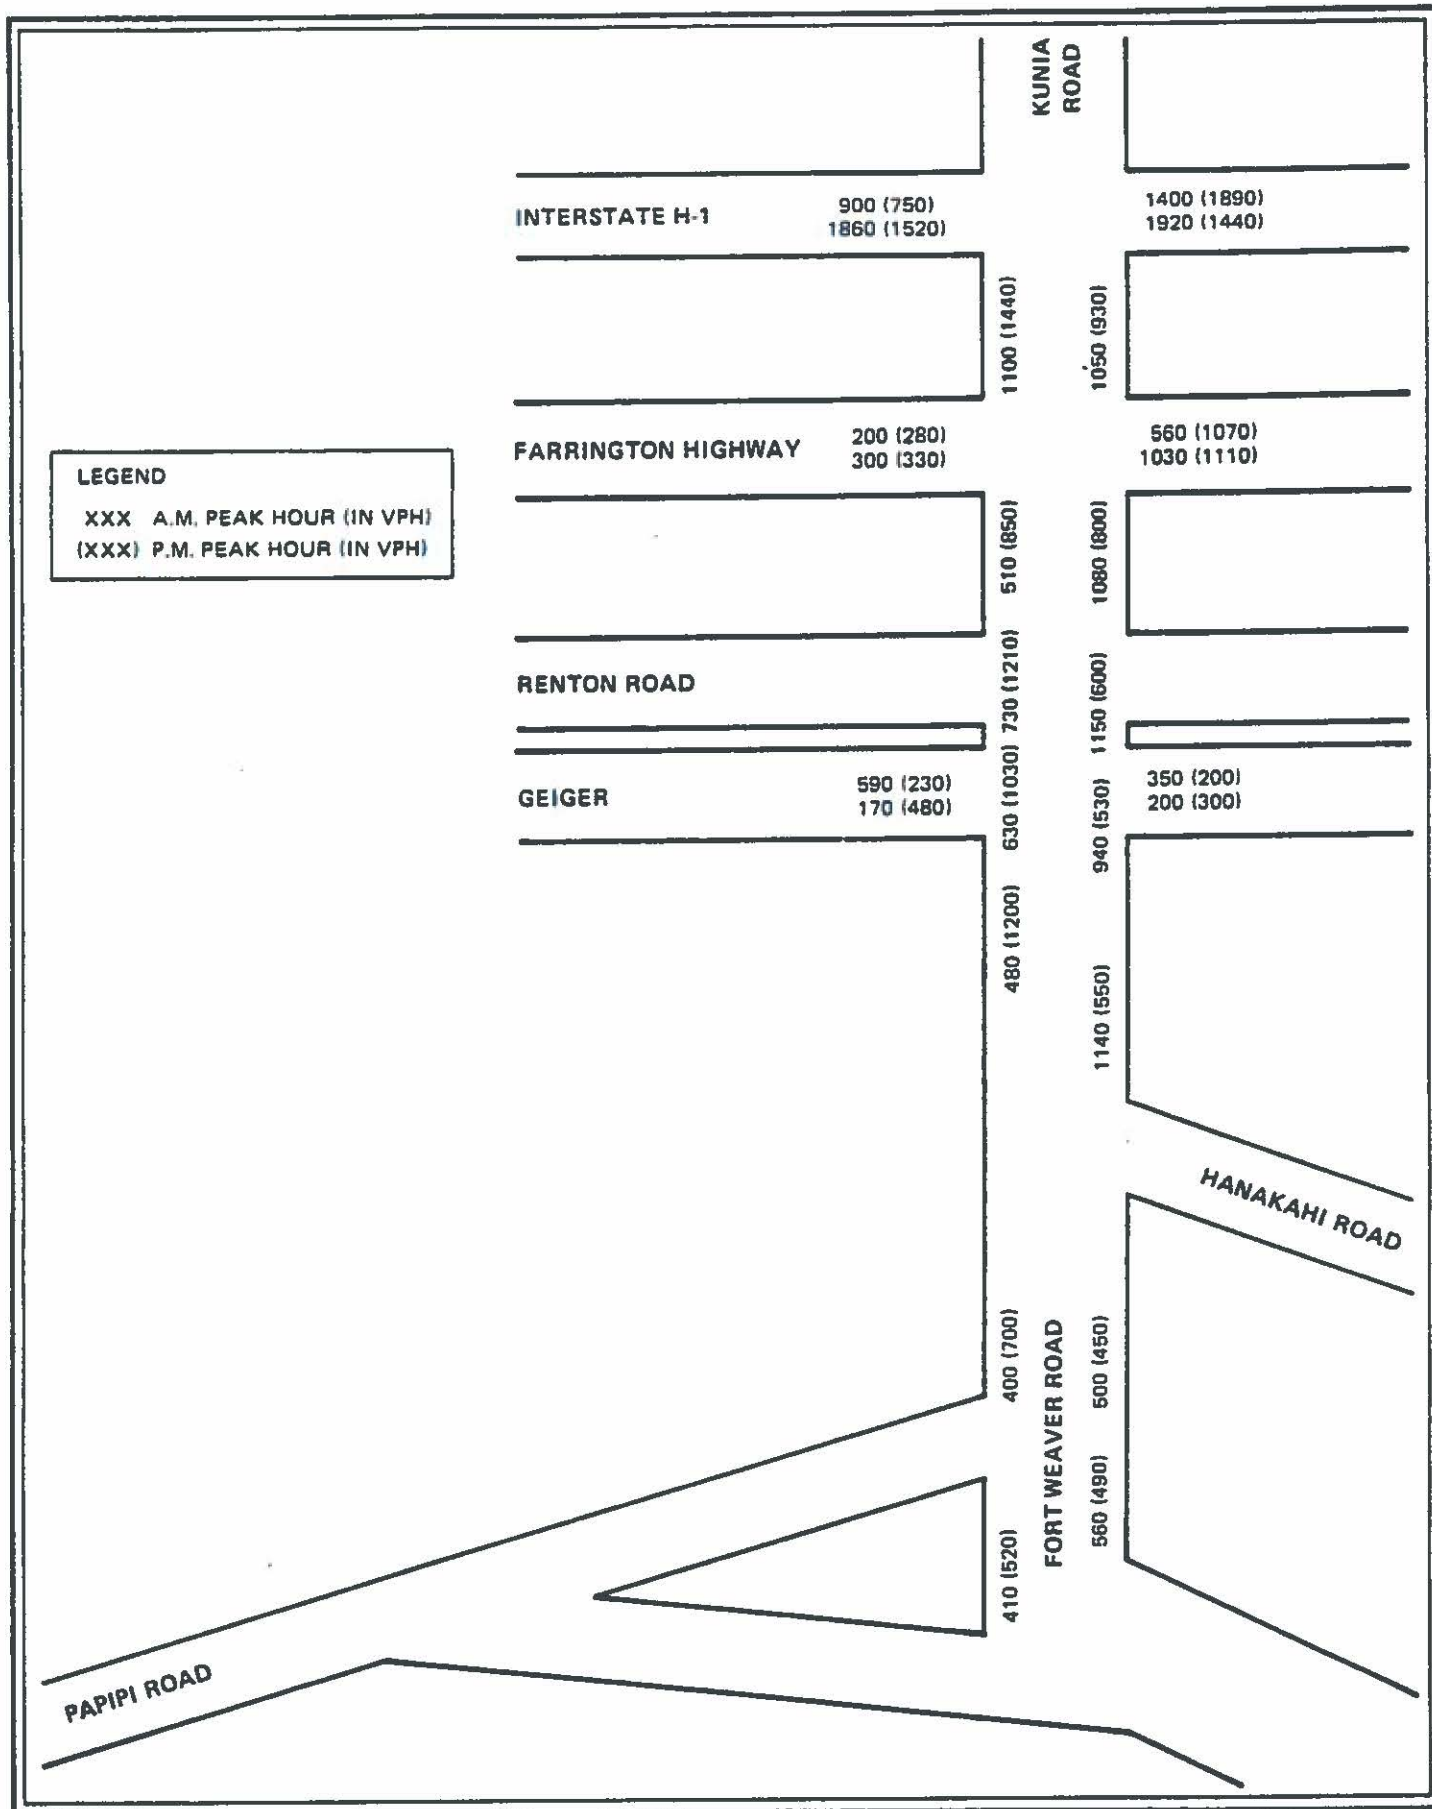 KUNIA
ROAD
INTERSTATE H-1
900 (750)
1860 (1520)
1400 (1890)
1920 (1440)
1100 (1440)
1050 (930)
FARRINGTON HIGHWAY
200 (280)
300 (330)
560 (1070)
1030 (1110)
LEGEND
XXX A.M. PEAK HOUR (IN VPH)
(XXX) P.M. PEAK HOUR (IN VPH)
510 (850)
1080 (800)
RENTON ROAD
730 (1210)
1150 (600)
GEIGER
590 (230)
170 (480)
630 (1030)
940 (530)
350 (200)
200 (300)
480 (1200)
1140 (550)
HANAKAHI ROAD
400 (700)
FORT WEAVER ROAD
500 (450)
560 (490)
410 (520)
PAPIPI ROAD